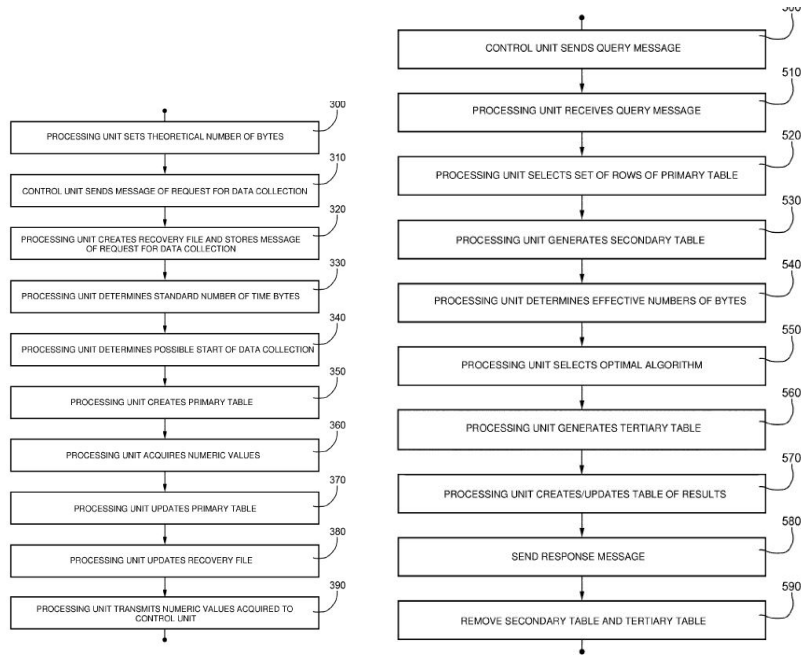 300
PROCESSING UNIT SETS THEORETICAL NUMBER OF BYTES
310
CONTROL UNIT SENDS MESSAGE OF REQUEST FOR DATA COLLECTION
320
PROCESSING UNIT CREATES RECOVERY FILE AND STORES MESSAGE
OF REQUEST FOR DATA COLLECTION
330
PROCESSING UNIT DETERMINES STANDARD NUMBER OF TIME BYTES
340
PROCESSING UNIT DETERMINES POSSIBLE START OF DATA COLLECTION
350
PROCESSING UNIT CREATES PRIMARY TABLE
360
PROCESSING UNIT ACQUIRES NUMERIC VALUES
370
PROCESSING UNIT UPDATES PRIMARY TABLE
380
PROCESSING UNIT UPDATES RECOVERY FILE
390
PROCESSING UNIT TRANSMITS NUMERIC VALUES ACQUIRED TO
CONTROL UNIT
CONTROL UNIT SENDS QUERY MESSAGE
510
PROCESSING UNIT RECEIVES QUERY MESSAGE
520
PROCESSING UNIT SELECTS SET OF ROWS OF PRIMARY TABLE
530
PROCESSING UNIT GENERATES SECONDARY TABLE
540
PROCESSING UNIT DETERMINES EFFECTIVE NUMBERS OF BYTES
550
PROCESSING UNIT SELECTS OPTIMAL ALGORITHM
560
PROCESSING UNIT GENERATES TERTIARY TABLE
570
PROCESSING UNIT CREATES/UPDATES TABLE OF RESULTS
580
SEND RESPONSE MESSAGE
590
REMOVE SECONDARY TABLE AND TERTIARY TABLE